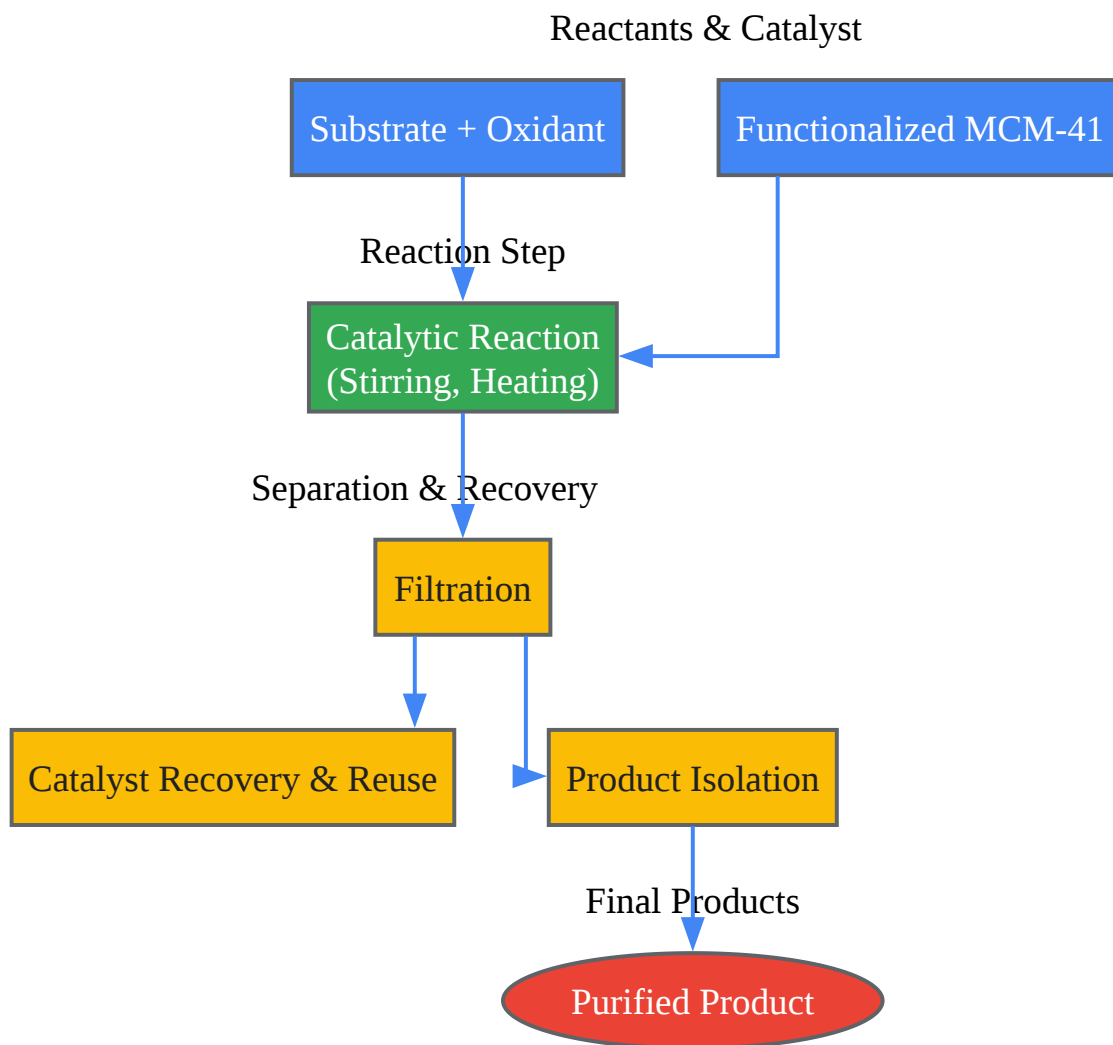 Reactants & Catalyst
Substrate + Oxidant
Functionalized MCM-41
Reaction Step
Catalytic Reaction
(Stirring, Heating)
Separation & Recovery
Filtration
Catalyst Recovery & Reuse
Product Isolation
Final Products
Purified Product